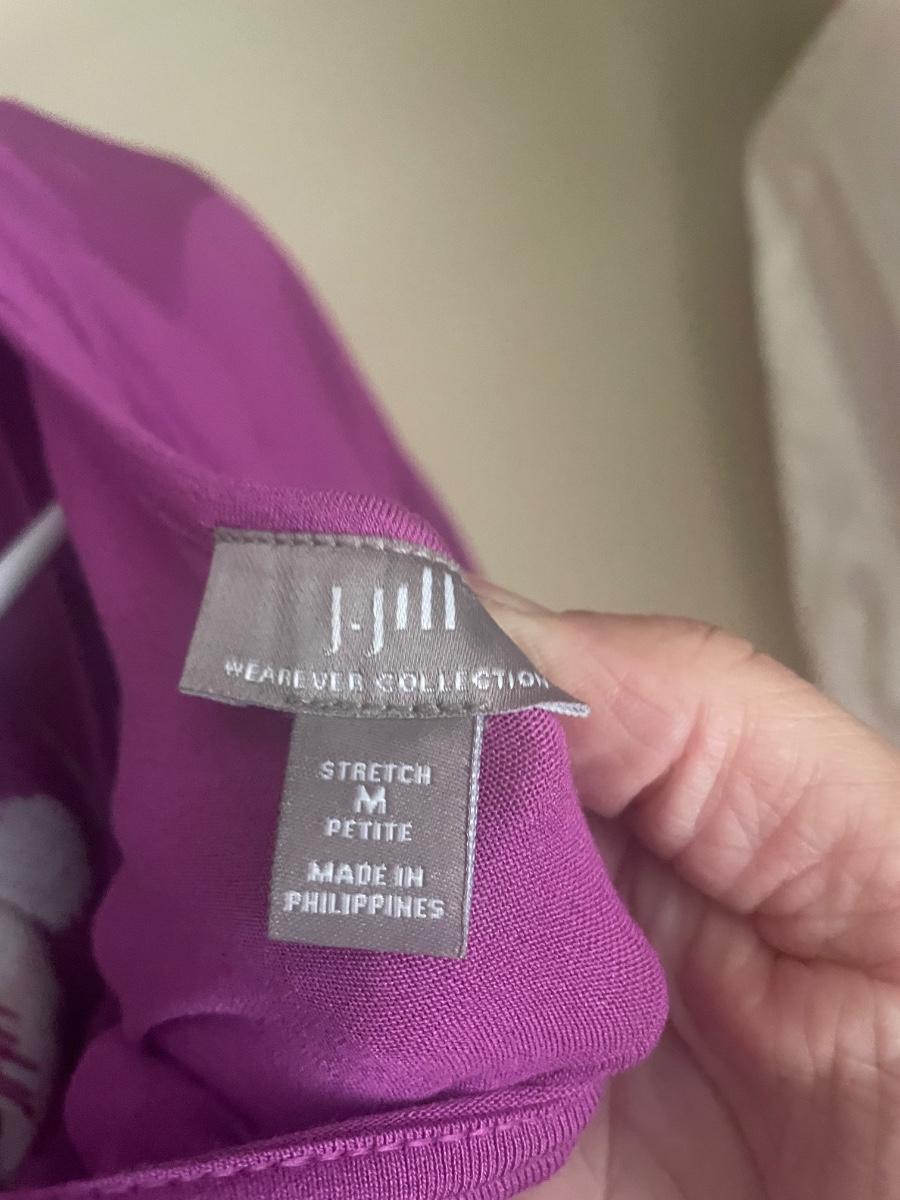 J.Jill
WEAREVER COLLECTION
STRETCH
M
PETITE
MADE IN
PHILIPPINES